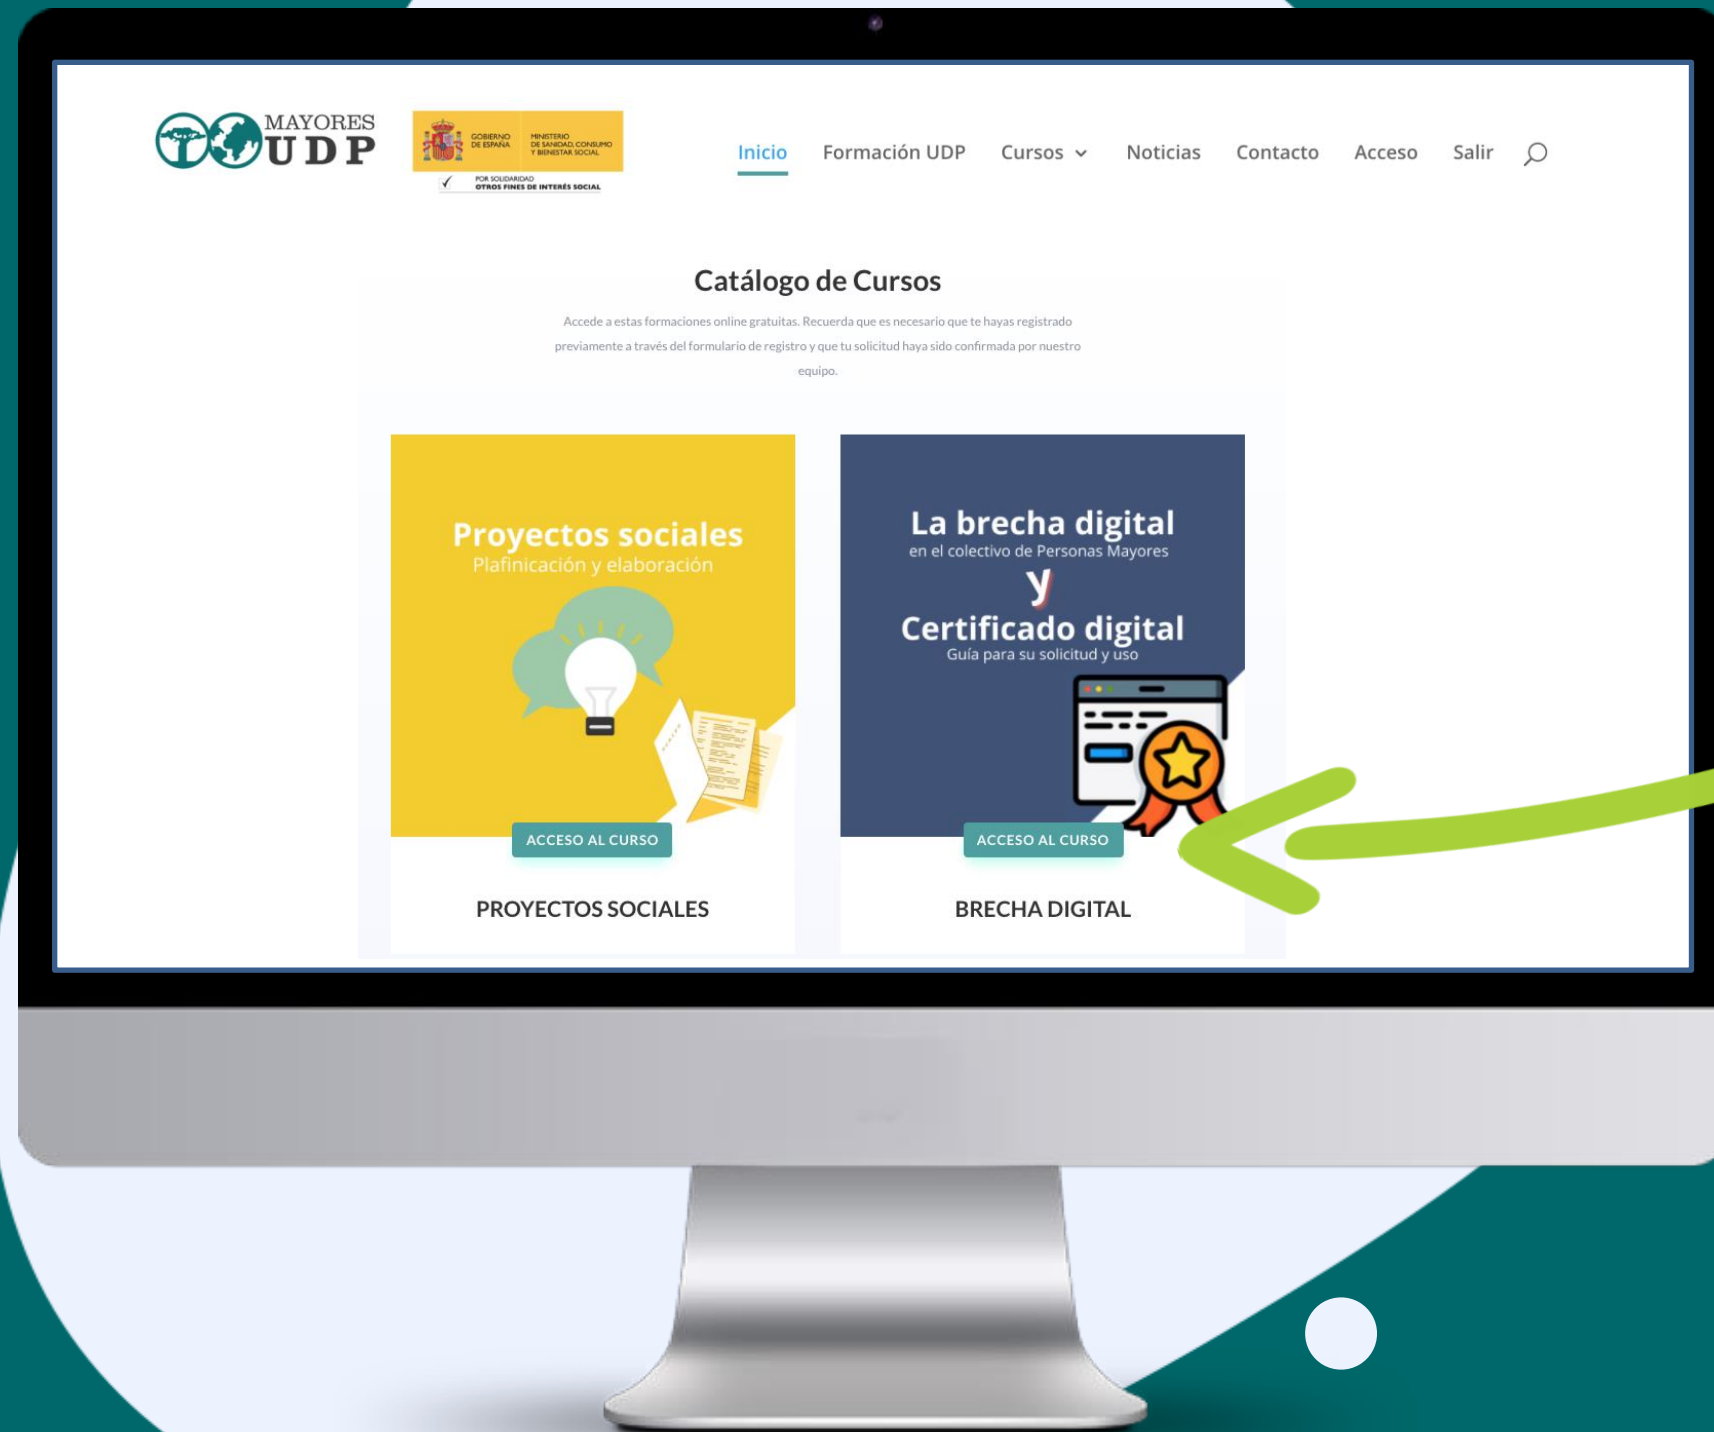 MAYORES
UDP
GOBIERNO
DE ESPAÑA
MINISTERIO
DE SANIDAD, CONSUMO
Y BIENESTAR SOCIAL
POR SOLIDARIDAD
OTROS FINES DE INTERÉS SOCIAL
Inicio Formación UDP Cursos Noticias Contacto Acceso Salir
Catálogo de Cursos
Accede a estas formaciones online gratuitas. Recuerda que es necesario que te hayas registrado
previamente a través del formulario de registro y que tu solicitud haya sido confirmada por nuestro
equipo.
Proyectos sociales
Plafinicación y elaboración
ACCESO AL CURSO
PROYECTOS SOCIALES
La brecha digital
en el colectivo de Personas Mayores
y
Certificado digital
Guía para su solicitud y uso
ACCESO AL CURSO
BRECHA DIGITAL